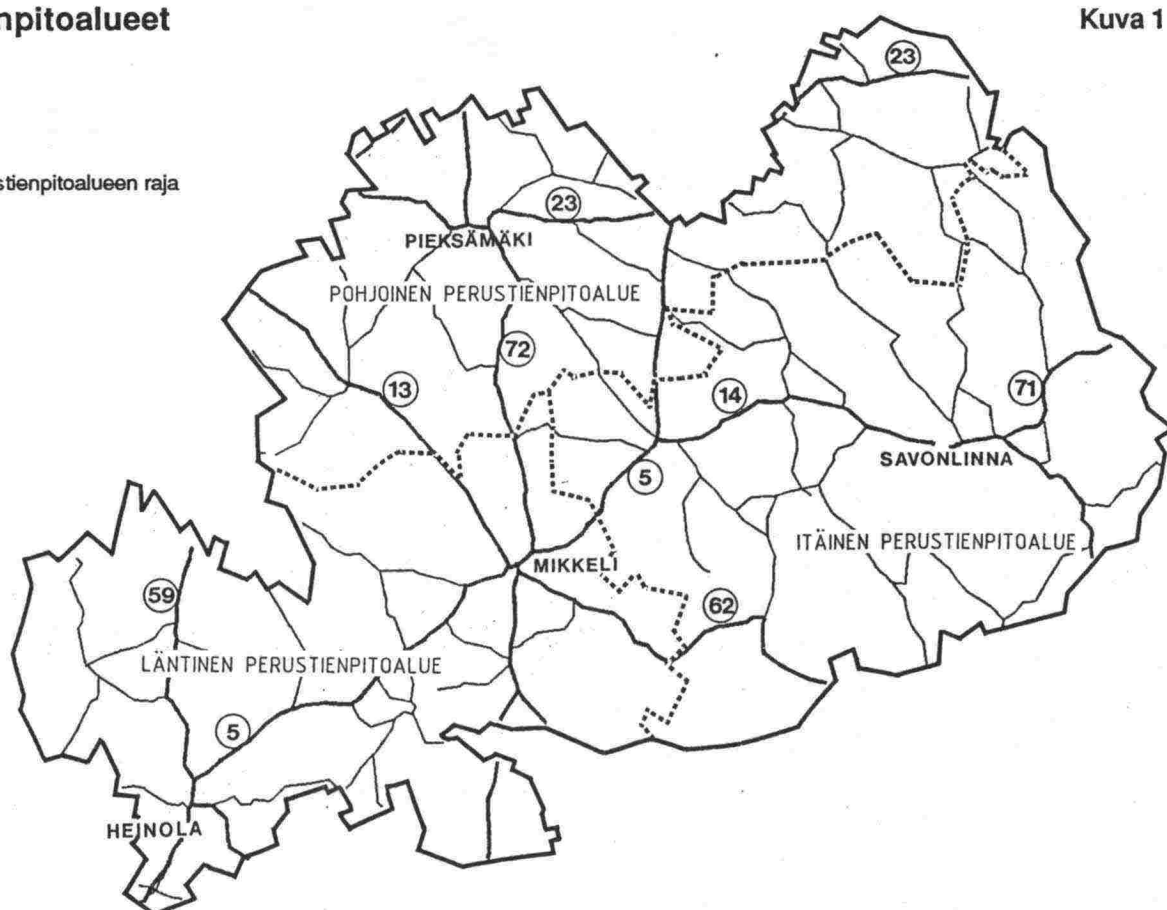 npitoalueet
Kuva 1
stienpitoalueen raja
23
23
PIEKSÄMÄKI
POHJOINEN PERUSTIENPITOALUE
72
13
14
71
SAVONLINNA
5
ITÄINEN PERUSTIENPITOALUE
MIKKELI
59
62
LÄNTINEN PERUSTIENPITOALUE
5
HEINOLA